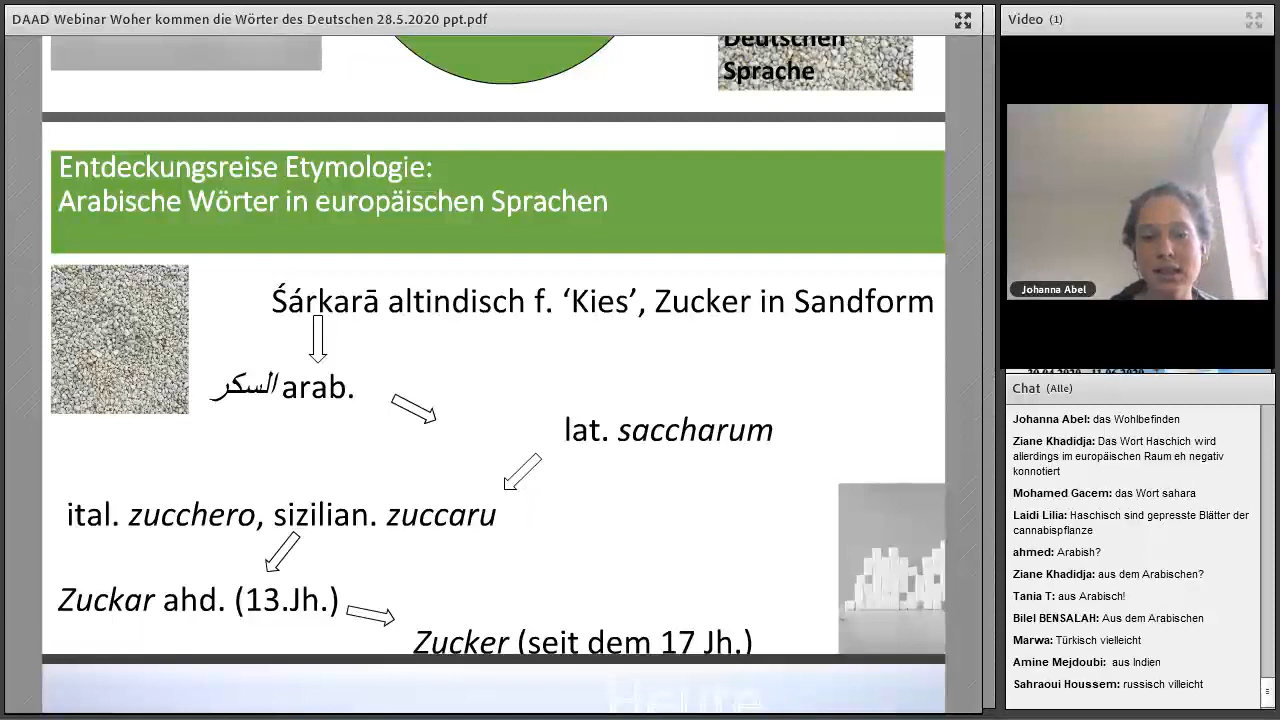 DAAD Webinar Woher kommen die Wörter des Deutschen 28.5.2020 ppt.pdf
Deutschen
Sprache
Entdeckungsreise Etymologie:
Arabische Wörter in europäischen Sprachen
Śárkarā altindisch f. ‘Kies’, Zucker in Sandform
السكر arab.
lat. saccharum
ital. zucchero, sizilian. zuccaru
Zuckar ahd. (13.Jh.)
Zucker (seit dem 17 Jh.)
Heute
Video (1)
Johanna Abel
Chat (Alle)
Johanna Abel: das Wohlbefinden
Ziane Khadidja: Das Wort Haschich wird
allerdings im europäischen Raum eh negativ
konnotiert
Mohamed Gacem: das Wort sahara
Laidi Lilia: Haschisch sind gepresste Blätter der
cannabispflanze
ahmed: Arabish?
Ziane Khadidja: aus dem Arabischen?
Tania T: aus Arabisch!
Bilel BENSALAH: Aus dem Arabischen
Marwa: Türkisch vielleicht
Amine Mejdoubi: aus Indien
Sahraoui Houssem: russisch villeicht